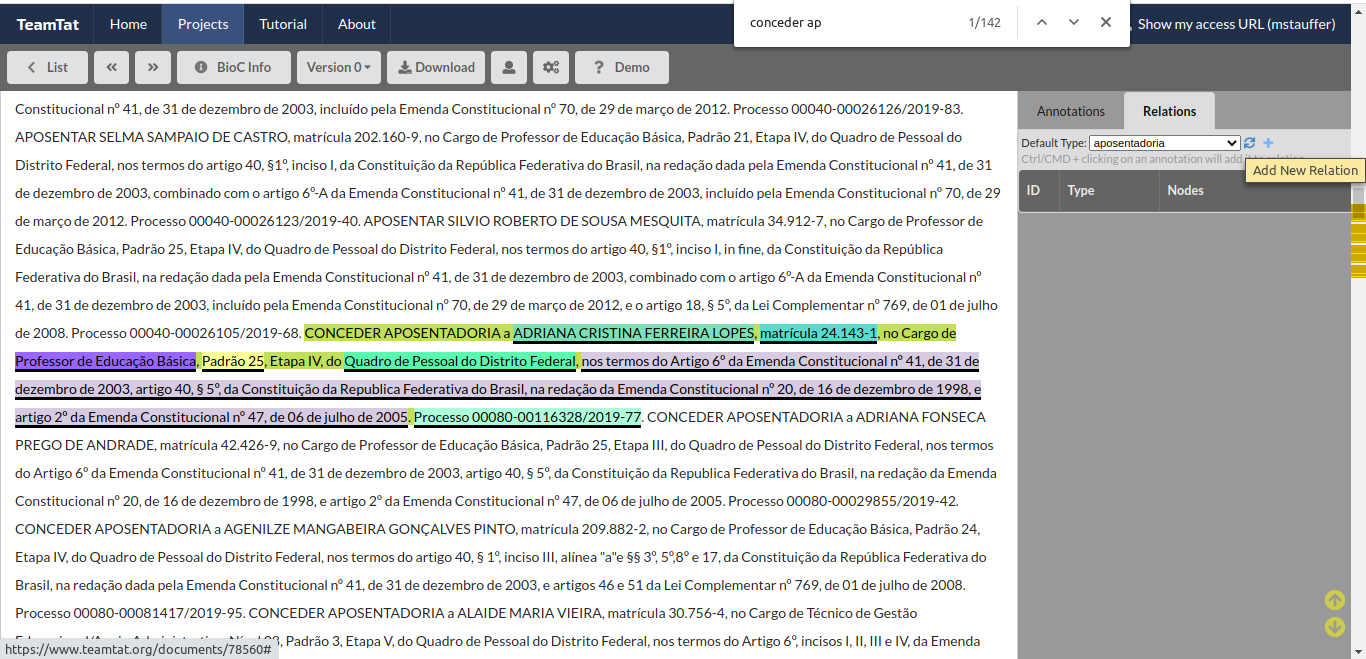 TeamTat Home Projects Tutorial About conceder ap 1/142 Show my access URL (mstauffer)
List BioC Info Version 0 Download Demo
Constitucional nº 41, de 31 de dezembro de 2003, incluído pela Emenda Constitucional nº 70, de 29 de março de 2012. Processo 00040-00026126/2019-83.
APOSENTAR SELMA SAMPAIO DE CASTRO, matrícula 202.160-9, no Cargo de Professor de Educação Básica, Padrão 21, Etapa IV, do Quadro de Pessoal do
Distrito Federal, nos termos do artigo 40, §1º, inciso I, da Constituição da República Federativa do Brasil, na redação dada pela Emenda Constitucional nº 41, de 31
de dezembro de 2003, combinado com o artigo 6º-A da Emenda Constitucional nº 41, de 31 de dezembro de 2003, incluído pela Emenda Constitucional nº 70, de 29
de março de 2012. Processo 00040-00026123/2019-40. APOSENTAR SILVIO ROBERTO DE SOUSA MESQUITA, matrícula 34.912-7, no Cargo de Professor de
Educação Básica, Padrão 25, Etapa IV, do Quadro de Pessoal do Distrito Federal, nos termos do artigo 40, §1º, inciso I, in fine, da Constituição da República
Federativa do Brasil, na redação dada pela Emenda Constitucional nº 41, de 31 de dezembro de 2003, combinado com o artigo 6º-A da Emenda Constitucional nº
41, de 31 de dezembro de 2003, incluído pela Emenda Constitucional nº 70, de 29 de março de 2012, e o artigo 18, § 5º, da Lei Complementar nº 769, de 01 de julho
de 2008. Processo 00040-00026105/2019-68. CONCEDER APOSENTADORIA a ADRIANA CRISTINA FERREIRA LOPES, matrícula 24.143-1, no Cargo de
Professor de Educação Básica, Padrão 25, Etapa IV, do Quadro de Pessoal do Distrito Federal, nos termos do Artigo 6º da Emenda Constitucional nº 41, de 31 de
dezembro de 2003, artigo 40, § 5º, da Constituição da Republica Federativa do Brasil, na redação da Emenda Constitucional nº 20, de 16 de dezembro de 1998, e
artigo 2º da Emenda Constitucional nº 47, de 06 de julho de 2005. Processo 00080-00116328/2019-77. CONCEDER APOSENTADORIA a ADRIANA FONSECA
PREGO DE ANDRADE, matrícula 42.426-9, no Cargo de Professor de Educação Básica, Padrão 25, Etapa III, do Quadro de Pessoal do Distrito Federal, nos termos
do Artigo 6º da Emenda Constitucional nº 41, de 31 de dezembro de 2003, artigo 40, § 5º, da Constituição da Republica Federativa do Brasil, na redação da Emenda
Constitucional nº 20, de 16 de dezembro de 1998, e artigo 2º da Emenda Constitucional nº 47, de 06 de julho de 2005. Processo 00080-00029855/2019-42.
CONCEDER APOSENTADORIA a AGENILZE MANGABEIRA GONÇALVES PINTO, matrícula 209.882-2, no Cargo de Professor de Educação Básica, Padrão 24,
Etapa IV, do Quadro de Pessoal do Distrito Federal, nos termos do artigo 40, § 1º, inciso III, alínea "a"e §§ 3º, 5º,8º e 17, da Constituição da República Federativa do
Brasil, na redação dada pela Emenda Constitucional nº 41, de 31 de dezembro de 2003, e artigos 46 e 51 da Lei Complementar nº 769, de 01 de julho de 2008.
Processo 00080-00081417/2019-95. CONCEDER APOSENTADORIA a ALAIDE MARIA VIEIRA, matrícula 30.756-4, no Cargo de Técnico de Gestão
Padrão 3, Etapa V, do Quadro de Pessoal do Distrito Federal, nos termos do Artigo 6º, incisos I, II, III e IV, da Emenda
https://www.teamtat.org/documents/78560#
Annotations Relations
Default Type: aposentadoria
Ctrl/CMD + clicking on an annotation will add it to relation
Add New Relation
ID Type Nodes